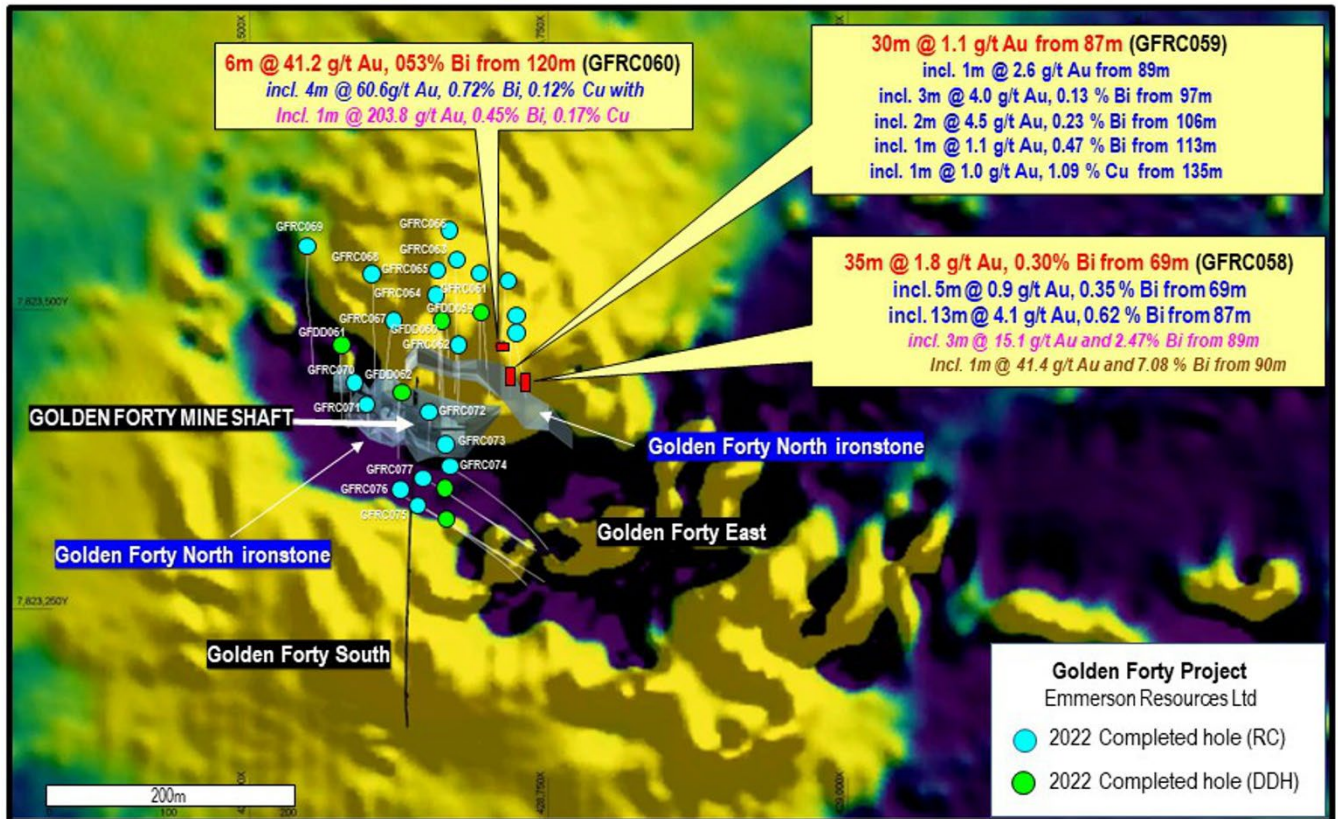 ,500X
428,750X
429,000X
6m @ 41.2 g/t Au, 053% Bi from 120m (GFRC060)
incl. 4m @ 60.6g/t Au, 0.72% Bi, 0.12% Cu with
Incl. 1m @ 203.8 g/t Au, 0.45% Bi, 0.17% Cu
30m @ 1.1 g/t Au from 87m (GFRC059)
incl. 1m @ 2.6 g/t Au from 89m
incl. 3m @ 4.0 g/t Au, 0.13 % Bi from 97m
incl. 2m @ 4.5 g/t Au, 0.23 % Bi from 106m
incl. 1m @ 1.1 g/t Au, 0.47 % Bi from 113m
incl. 1m @ 1.0 g/t Au, 1.09 % Cu from 135m
35m @ 1.8 g/t Au, 0.30% Bi from 69m (GFRC058)
incl. 5m @ 0.9 g/t Au, 0.35 % Bi from 69m
incl. 13m @ 4.1 g/t Au, 0.62 % Bi from 87m
incl. 3m @ 15.1 g/t Au and 2.47% Bi from 89m
Incl. 1m @ 41.4 g/t Au and 7.08 % Bi from 90m
GFRC069
GFRC066
GFRC063
GFRC068
GFRC065
GFRC064
GFRC061
7,823,500Y
GFDD059
GFRC067
GFDD060
GFDD061
GFRC062
GFRC070
GFDD062
GFRC071
GFRC072
GOLDEN FORTY MINE SHAFT
GFRC073
Golden Forty North ironstone
GFRC074
GFRC077
GFRC076
GFRC075
Golden Forty East
Golden Forty North ironstone
7,823,250Y
Golden Forty South
Golden Forty Project
Emmerson Resources Ltd
2022 Completed hole (RC)
2022 Completed hole (DDH)
200m
100
200